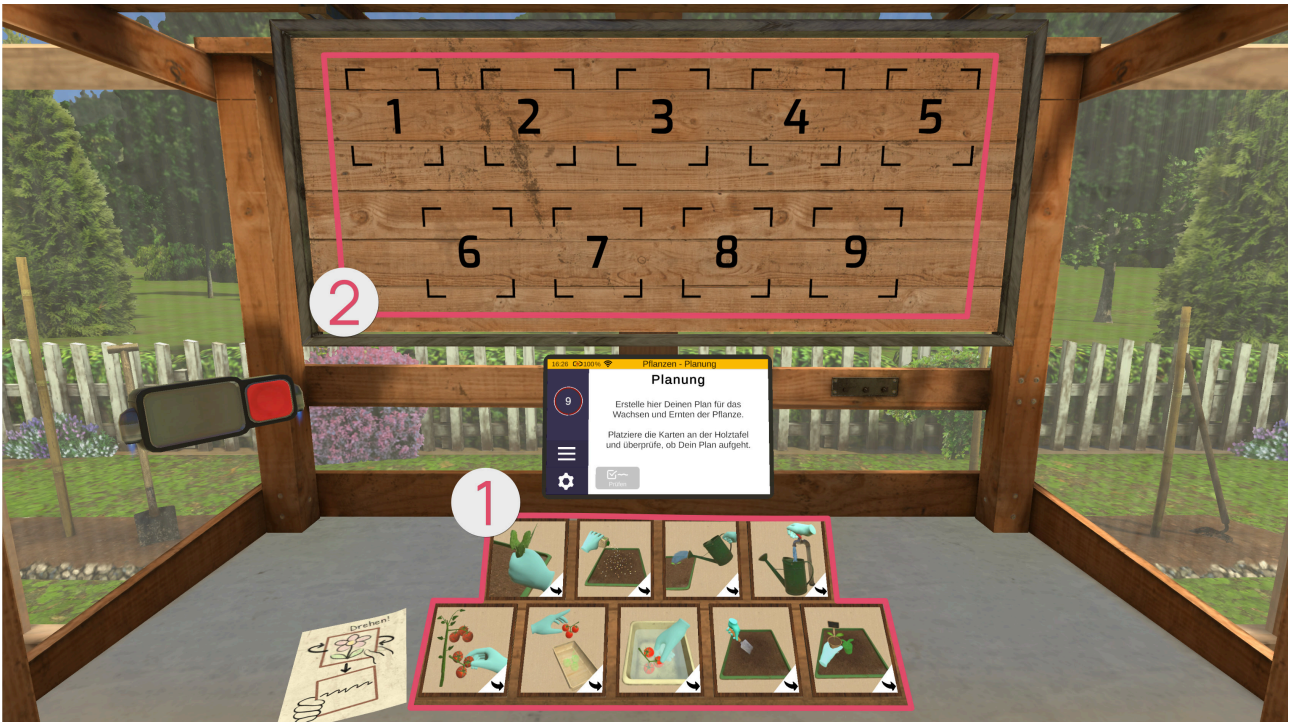 1 2 3 4 5
6 7 8 9
2
16:26 100% Pflanzen - Planung
Planung
9
Erstelle hier Deinen Plan für das
Wachsen und Ernten der Pflanze.
Platziere die Karten an der Holztafel
und überprüfe, ob Dein Plan aufgeht.
Prüfen
1
Drehen!